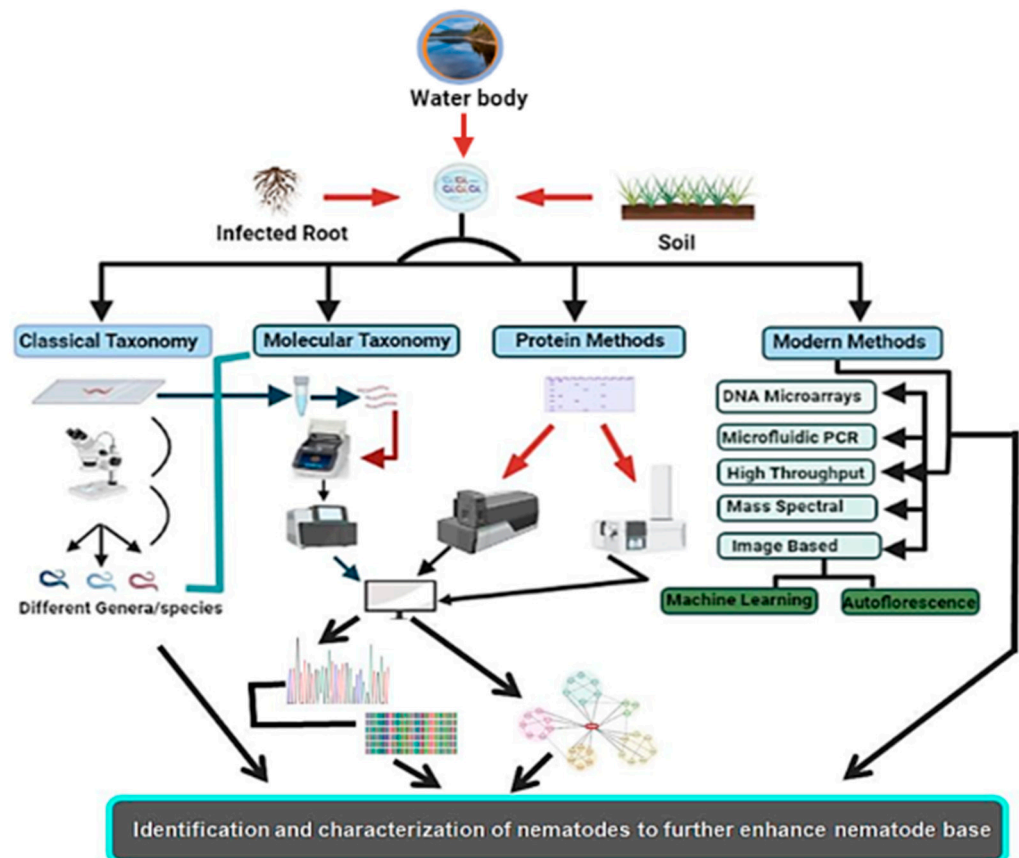 Water body
Infected Root
Soil
Classical Taxonomy
Molecular Taxonomy
Protein Methods
Modern Methods
DNA Microarrays
Microfluidic PCR
High Throughput
Mass Spectral
Image Based
Machine Learning
Autoflorescence
Different Genera/species
Identification and characterization of nematodes to further enhance nematode base